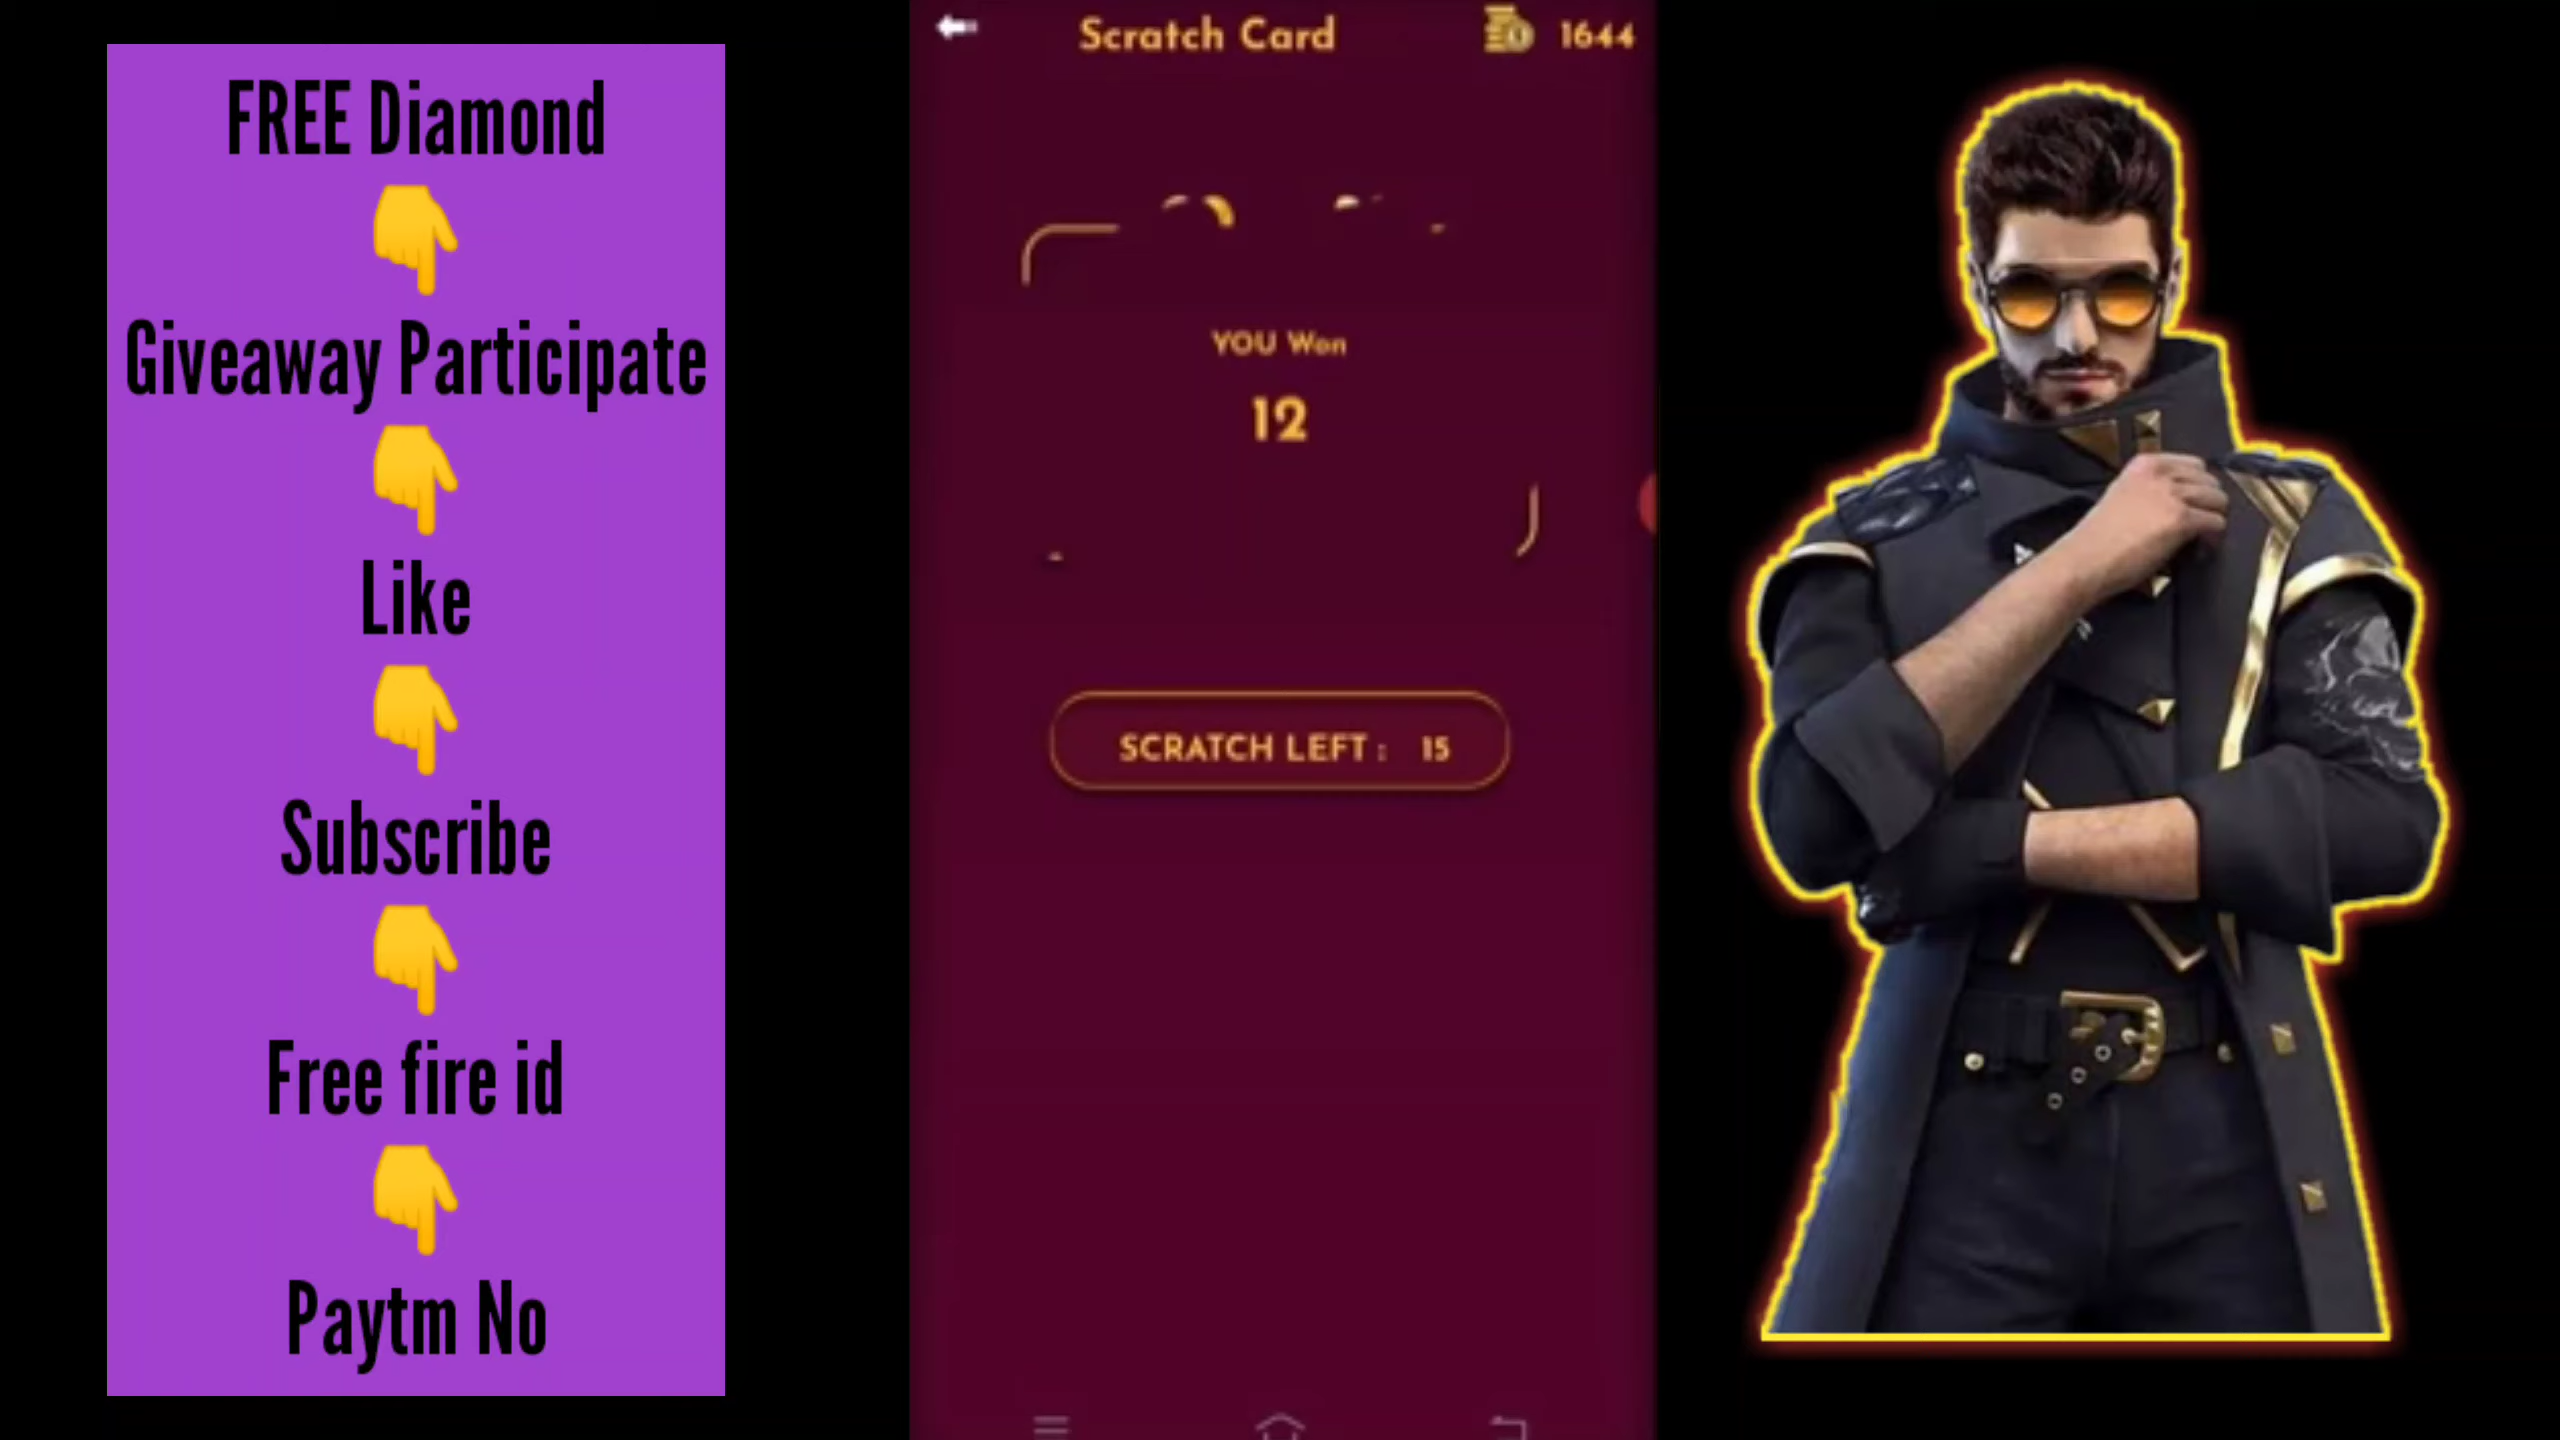 FREE Diamond
Giveaway Participate
Like
Subscribe
Free fire id
Paytm No
Scratch Card
1644
YOU Won
12
SCRATCH LEFT : 15